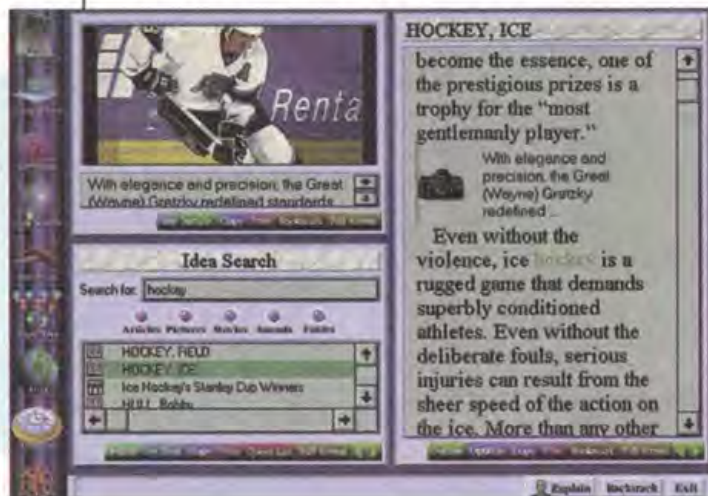 Renta
With elegance and precision, the Great
(Wayne) Gretzky redefined standards
Idea Search
Search for: hockey
Articles Pictures Movies Sounds Tables
HOCKEY, FIELD
HOCKEY, ICE
Ice Hockey's Stanley Cup Winners
HULL, Bobby
HOCKEY, ICE
become the essence, one of
the prestigious prizes is a
trophy for the “most
gentlemanly player.”
With elegance and
precision, the Great
(Wayne) Gretzky
redefined ...
Even without the
violence, ice hockey is a
rugged game that demands
superbly conditioned
athletes. Even without the
deliberate fouls, serious
injuries can result from the
sheer speed of the action on
the ice. More than any other
Explain Backtrack Exit